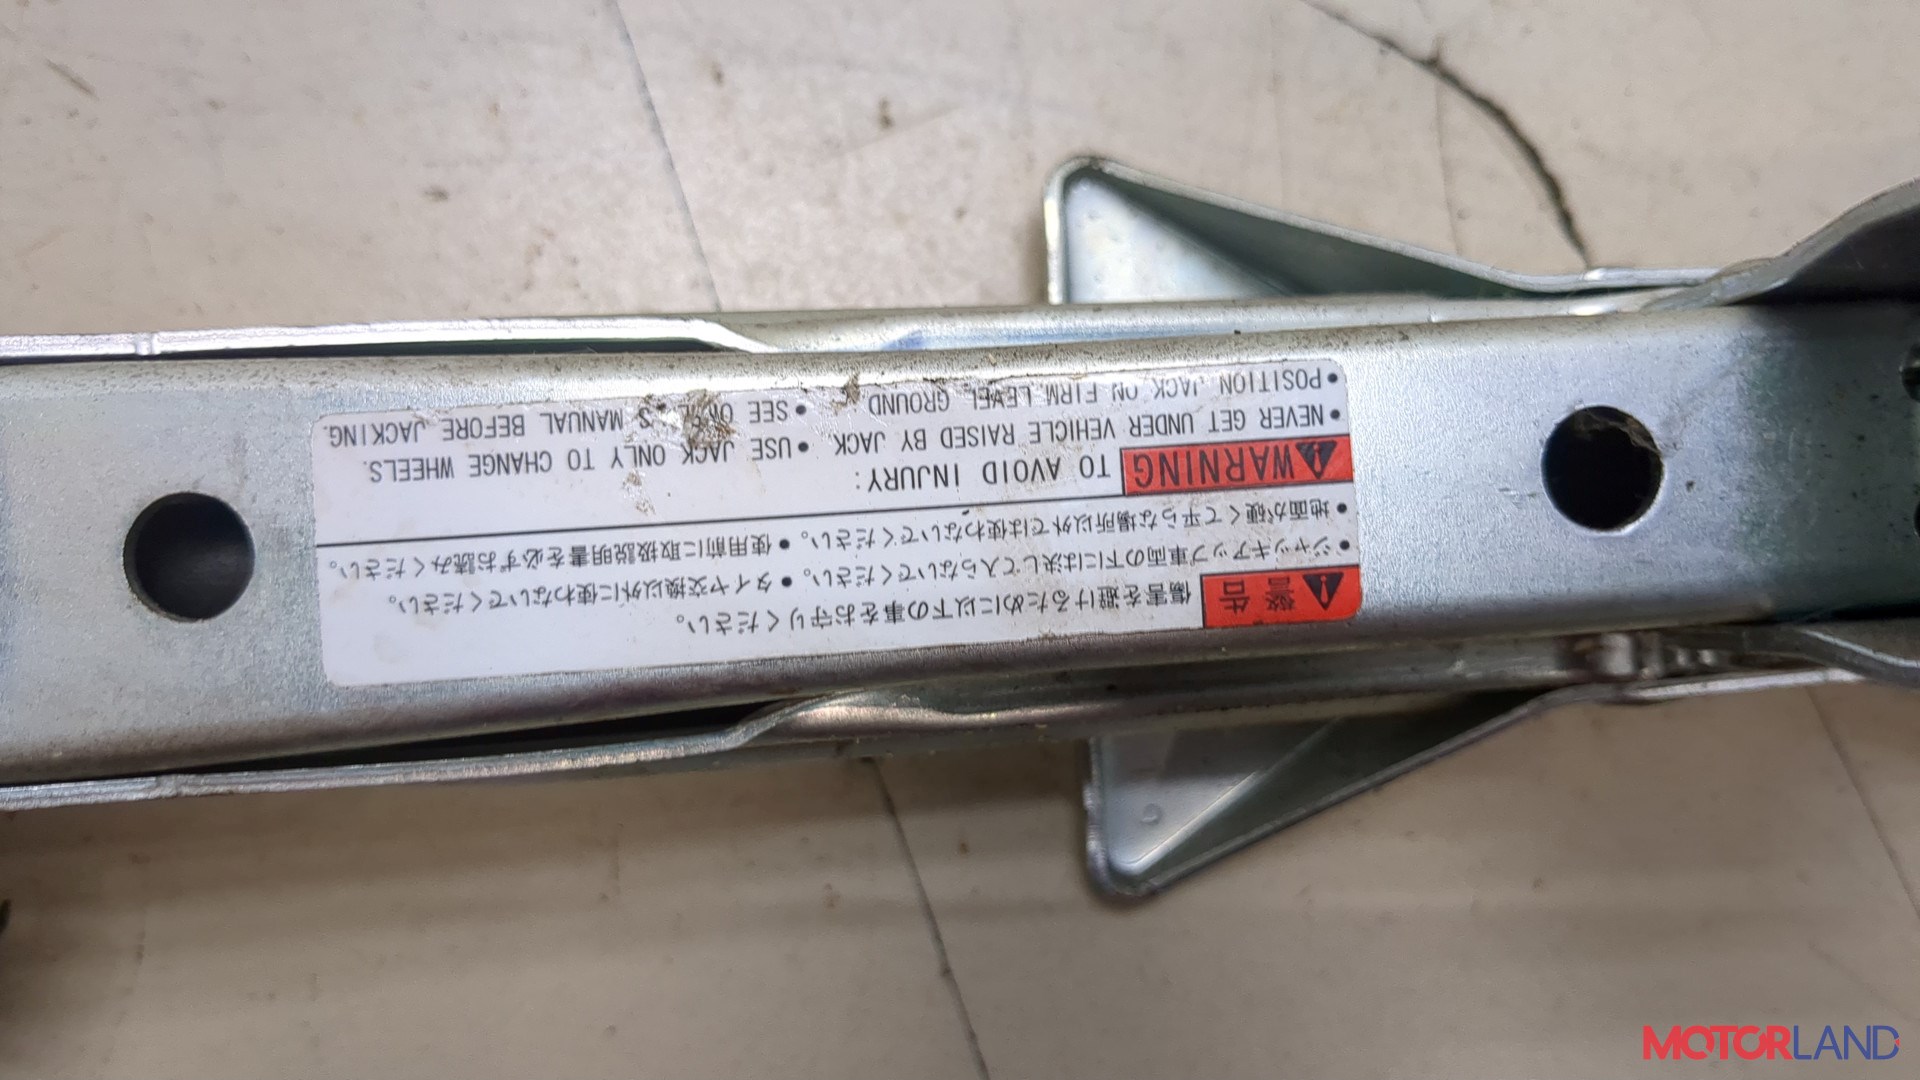 警告 傷害を避けるために以下の事をお守りください。
•ジャッキアップ車両の下には決して入らないでください。 •タイヤ交換以外に使わないでください。
•地面が硬くて平らな場所以外では使わないでください。 •使用前に取扱説明書を必ずお読みください。
WARNING TO AVOID INJURY:
•NEVER GET UNDER VEHICLE RAISED BY JACK. •USE JACK ONLY TO CHANGE WHEELS.
•POSITION JACK ON FIRM LEVEL GROUND •SEE MANUAL BEFORE JACKING.
MOTORLAND